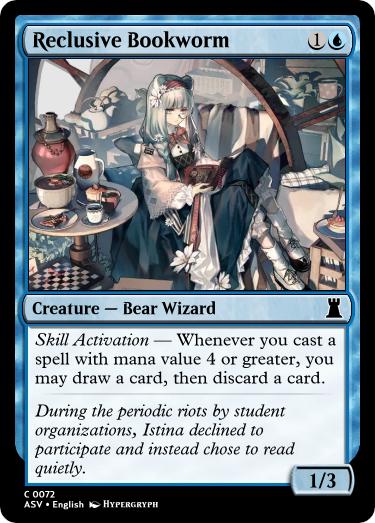 Reclusive Bookworm 1
Creature — Bear Wizard
Skill Activation — Whenever you cast a
spell with mana value 4 or greater, you
may draw a card, then discard a card.
During the periodic riots by student
organizations, Istina declined to
participate and instead chose to read
quietly.
1/3
C 0072
ASV • English HYPERGRYPH